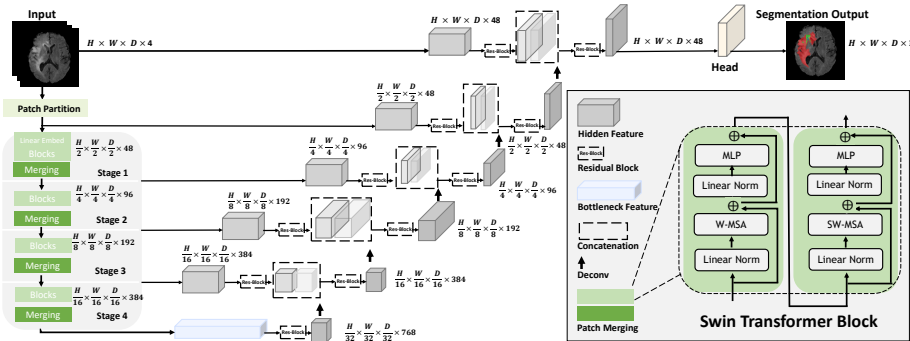 Input
H × W × D × 4
H × W × D × 48
Res-Block
Res-Block
H × W × D × 48
Head
Segmentation Output
H × W × D ×
Patch Partition
H/2 × W/2 × D/2 × 48
Res-Block
Res-Block
H/2 × W/2 × D/2 × 48
Linear Embed
Blocks
H/2 × W/2 × D/2 × 48
Merging
Stage 1
H/4 × W/4 × D/4 × 96
Res-Block
Res-Block
H/4 × W/4 × D/4 × 96
Blocks
H/4 × W/4 × D/4 × 96
Merging
Stage 2
H/8 × W/8 × D/8 × 192
Res-Block
Res-Block
H/8 × W/8 × D/8 × 192
Blocks
H/8 × W/8 × D/8 × 192
Merging
Stage 3
H/16 × W/16 × D/16 × 384
Res-Block
Res-Block
H/16 × W/16 × D/16 × 384
Blocks
H/16 × W/16 × D/16 × 384
Merging
Stage 4
Res-Block
H/32 × W/32 × D/32 × 768
Hidden Feature
Res-Block
Residual Block
Bottleneck Feature
Concatenation
Deconv
Patch Merging
MLP
Linear Norm
W-MSA
Linear Norm
MLP
Linear Norm
SW-MSA
Linear Norm
Swin Transformer Block